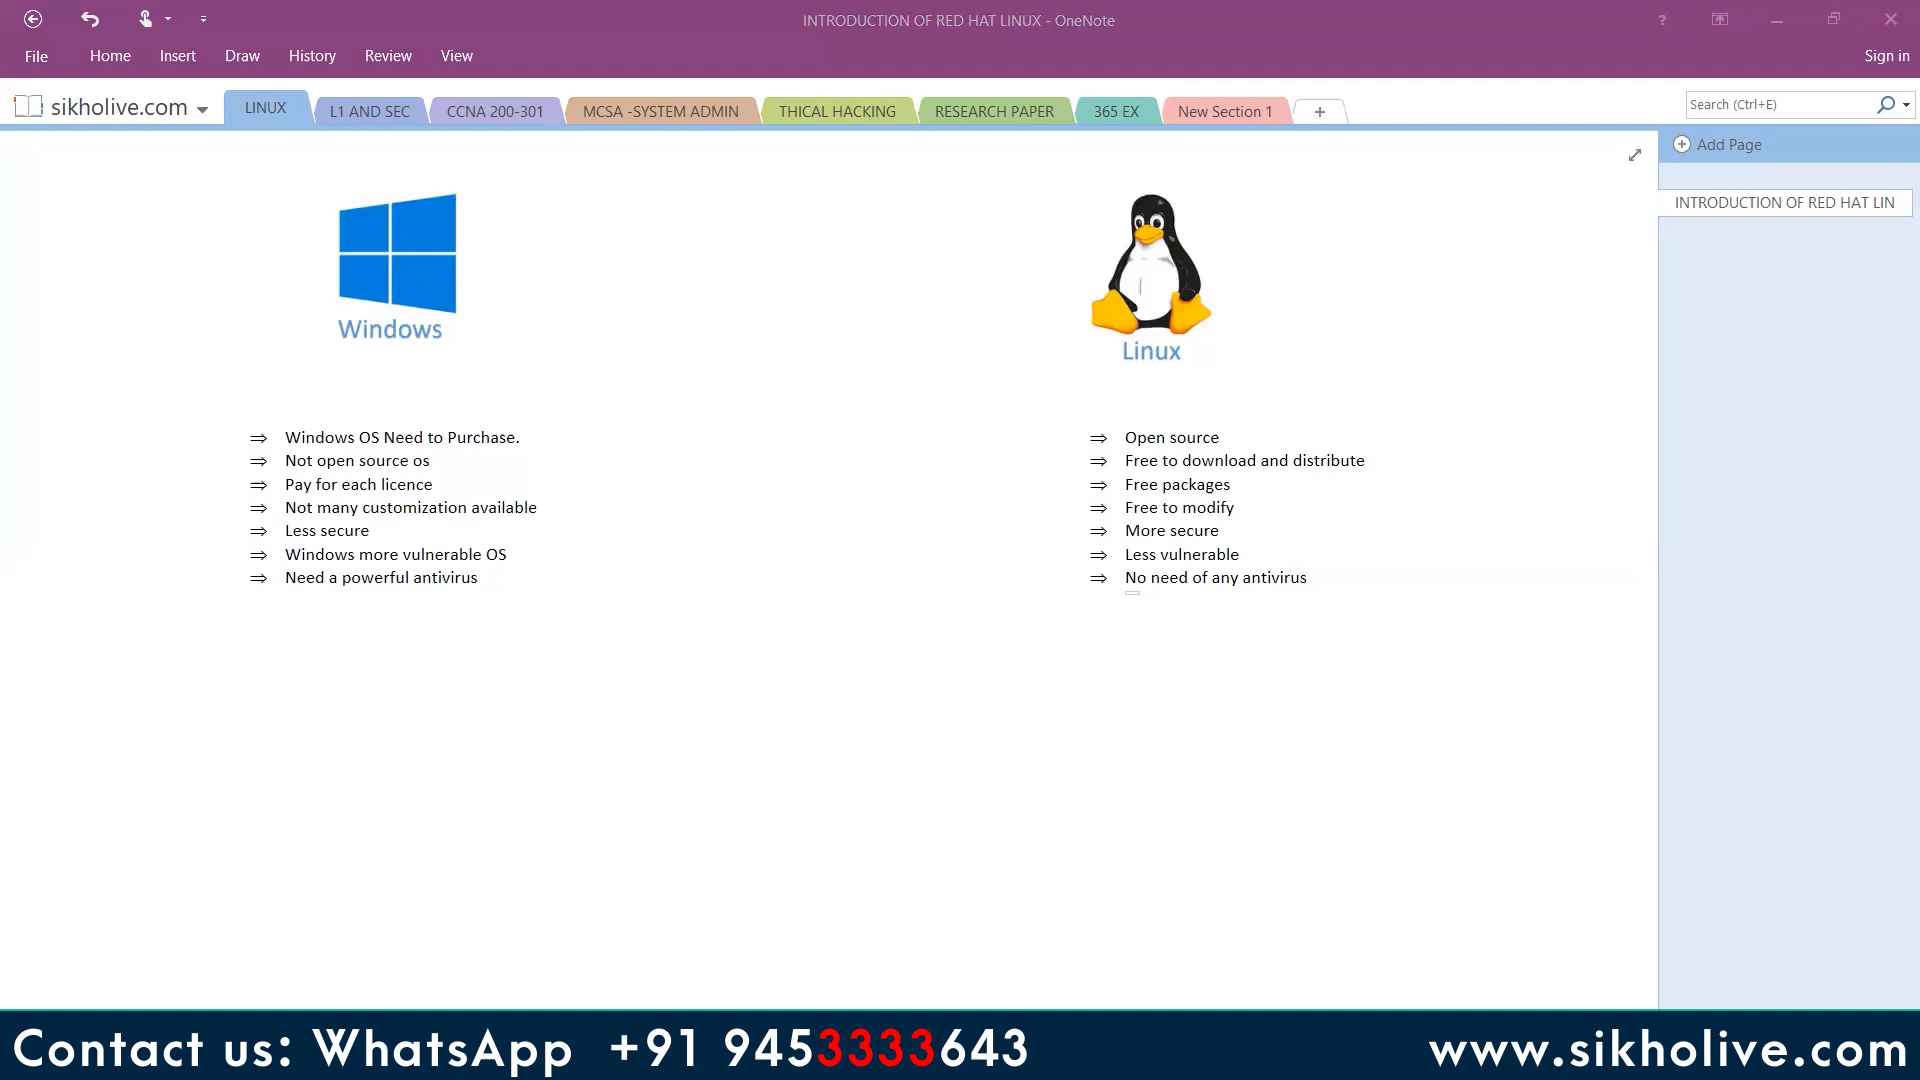 INTRODUCTION OF RED HAT LINUX - OneNote
?
File Home Insert Draw History Review View Sign in
sikholive.com LINUX L1 AND SEC CCNA 200-301 MCSA -SYSTEM ADMIN THICAL HACKING RESEARCH PAPER 365 EX New Section 1 + Search (Ctrl+E)
Add Page
INTRODUCTION OF RED HAT LIN
Windows
⇒ Windows OS Need to Purchase.
⇒ Not open source os
⇒ Pay for each licence
⇒ Not many customization available
⇒ Less secure
⇒ Windows more vulnerable OS
⇒ Need a powerful antivirus
Linux
⇒ Open source
⇒ Free to download and distribute
⇒ Free packages
⇒ Free to modify
⇒ More secure
⇒ Less vulnerable
⇒ No need of any antivirus
Contact us: WhatsApp +91 9453333643 www.sikholive.com